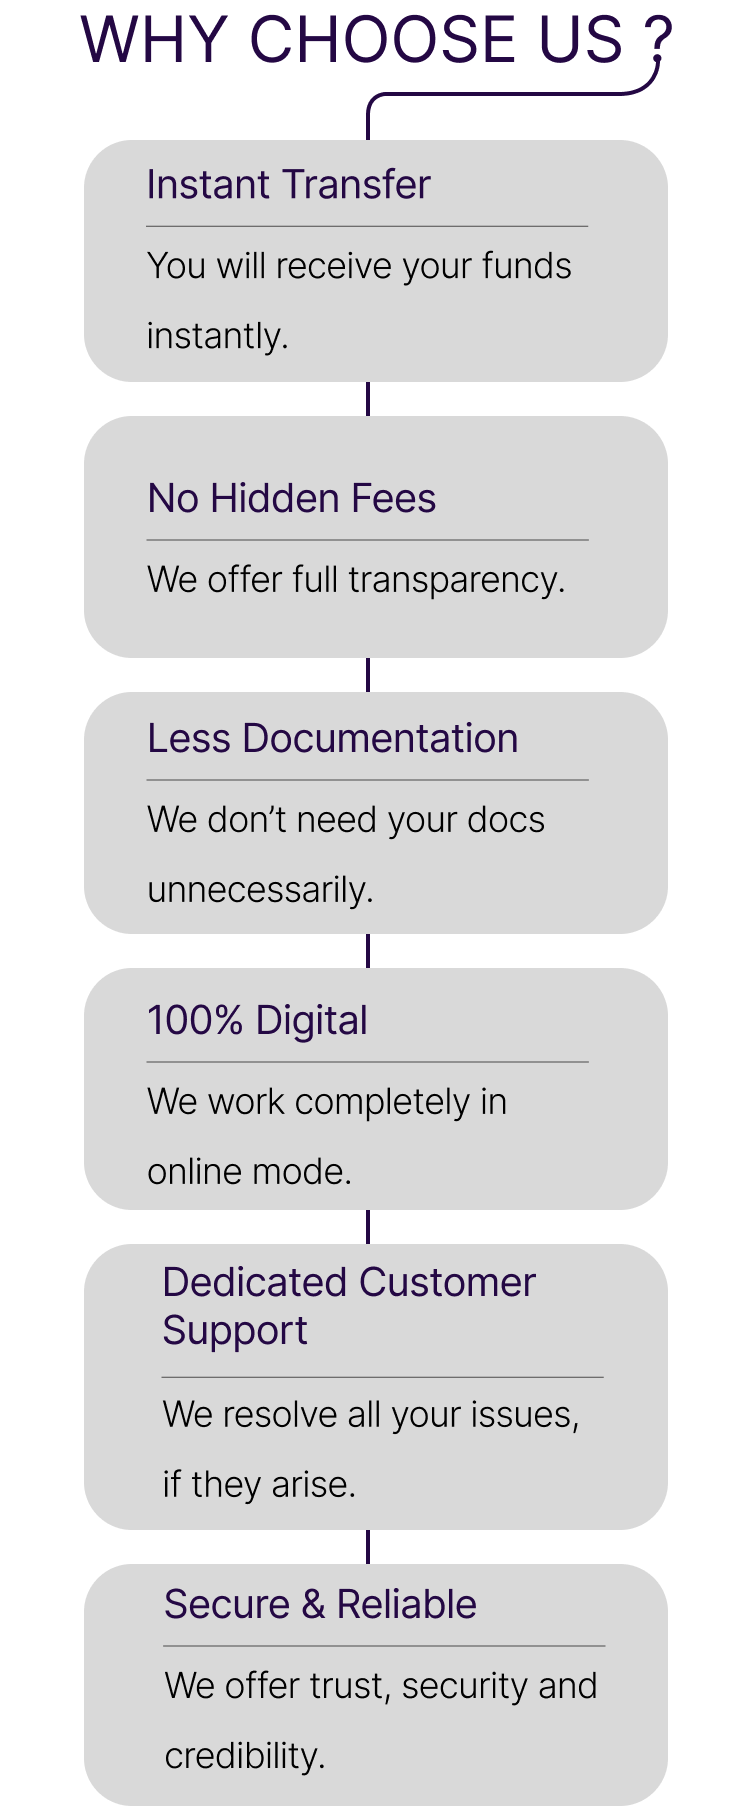 WHY CHOOSE US ?
Instant Transfer
You will receive your funds
instantly.
No Hidden Fees
We offer full transparency.
Less Documentation
We don’t need your docs
unnecessarily.
100% Digital
We work completely in
online mode.
Dedicated Customer
Support
We resolve all your issues,
if they arise.
Secure & Reliable
We offer trust, security and
credibility.